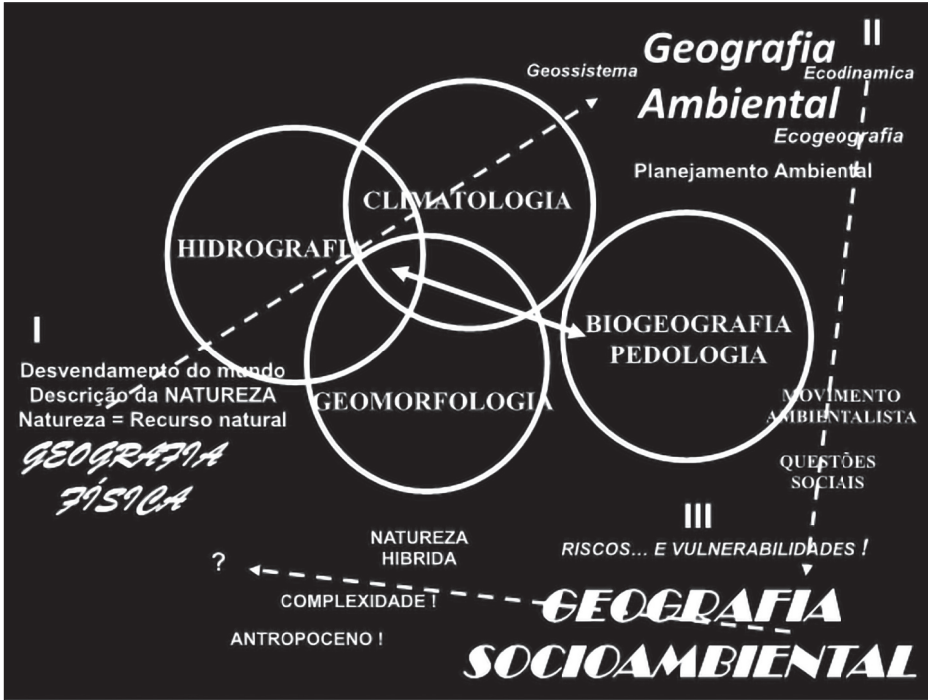 II
Geografia
Geossistema
Ecodinamica
Ambiental
Ecogeografia
Planejamento Ambiental
CLIMATOLOGIA
HIDROGRAFIA
BIOGEOGRAFIA
PEDOLOGIA
GEOMORFOLOGIA
I
Desvendamento do mundo
Descrição da NATUREZA
Natureza = Recurso natural
GEOGRAFIA
FÍSICA
MOVIMENTO
AMBIENTALISTA
QUESTÕES
SOCIAIS
III
RISCOS... E VULNERABILIDADES !
NATUREZA
HIBRIDA
?
COMPLEXIDADE !
ANTROPOCENO !
GEOGRAFIA
SOCIOAMBIENTAL